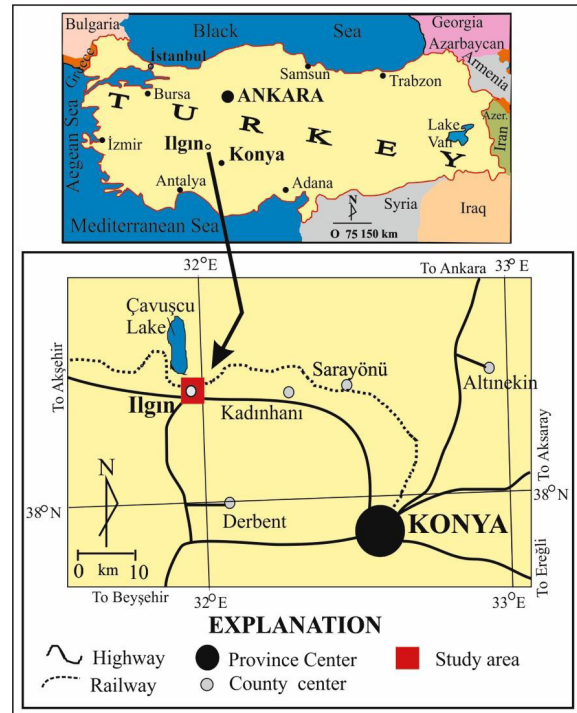 Bulgaria
Black Sea
Georgia
Azarbaycan
Armenia
Greece
İstanbul
Samsun
Trabzon
Bursa
ANKARA
TURKEY
Azer.
Iran
Aegean Sea
İzmir
Ilgın
Konya
Lake
Van
Antalya
Adana
N
Syria
Iraq
Mediterranean Sea
O 75 150 km
32°E
33°E
To Ankara
Çavuşcu
Lake
To Akşehir
Sarayönü
Altınekin
Ilgın
Kadınhanı
To Aksaray
N
38°N
38°N
Derbent
KONYA
0 km 10
To Ereğli
To Beyşehir
32°E
33°E
EXPLANATION
Highway
Province Center
Study area
Railway
County center